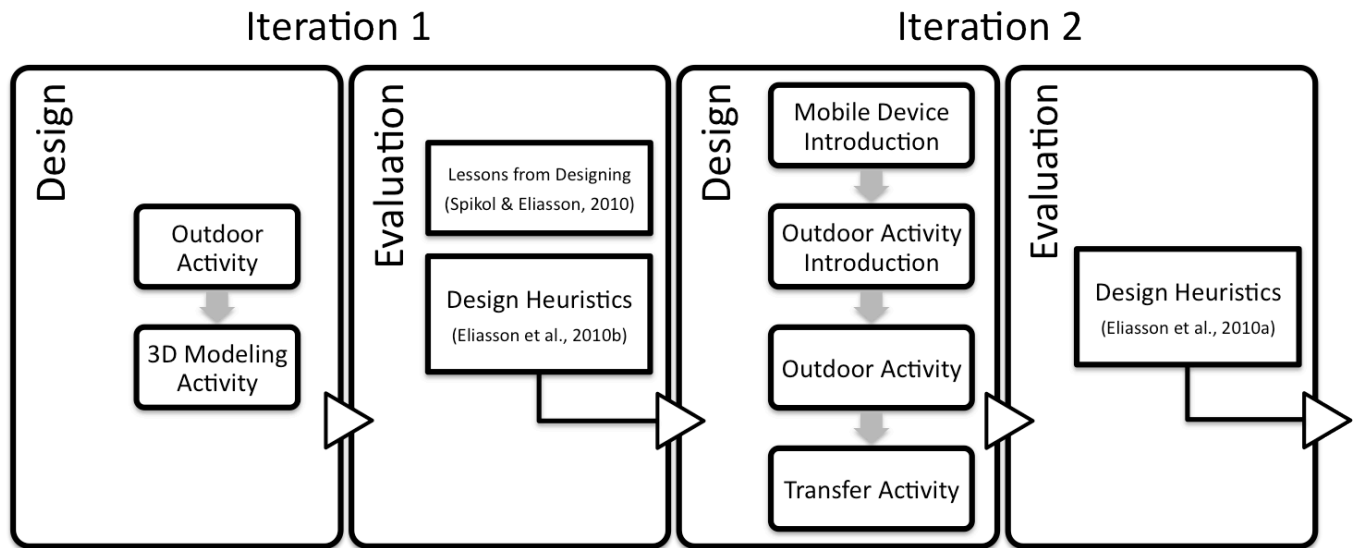 Iteration 1
Iteration 2
Design
Outdoor
Activity
3D Modeling
Activity
Evaluation
Lessons from Designing
(Spikol & Eliasson, 2010)
Design Heuristics
(Eliasson et al., 2010b)
Design
Mobile Device
Introduction
Outdoor Activity
Introduction
Outdoor Activity
Transfer Activity
Evaluation
Design Heuristics
(Eliasson et al., 2010a)